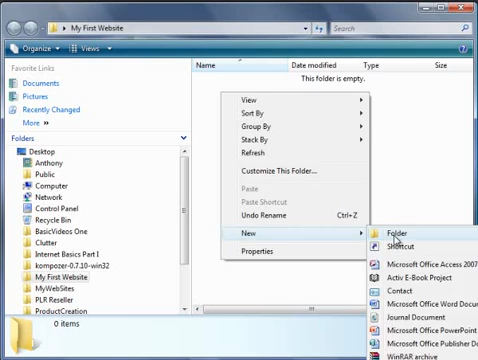 My First Website
Search
Organize
Views
Favorite Links
Documents
Pictures
Recently Changed
More »
Folders
Desktop
Anthony
Public
Computer
Network
Control Panel
Recycle Bin
BasicVideos One
Clutter
Internet Basics Part I
kompozer-0.7.10-win32
My First Website
PLR Reseller
ProductCreation
0 items
Name Date modified Type Size
This folder is empty.
View
Sort By
Group By
Stack By
Refresh
Customize This Folder...
Paste
Paste Shortcut
Undo Rename Ctrl+Z
New
Properties
Folder
Shortcut
Microsoft Office Access 2007
Activ E-Book Project
Contact
Microsoft Office Word Docu
Journal Document
Microsoft Office PowerPoint
Microsoft Office Publisher Do
WinRAR archive